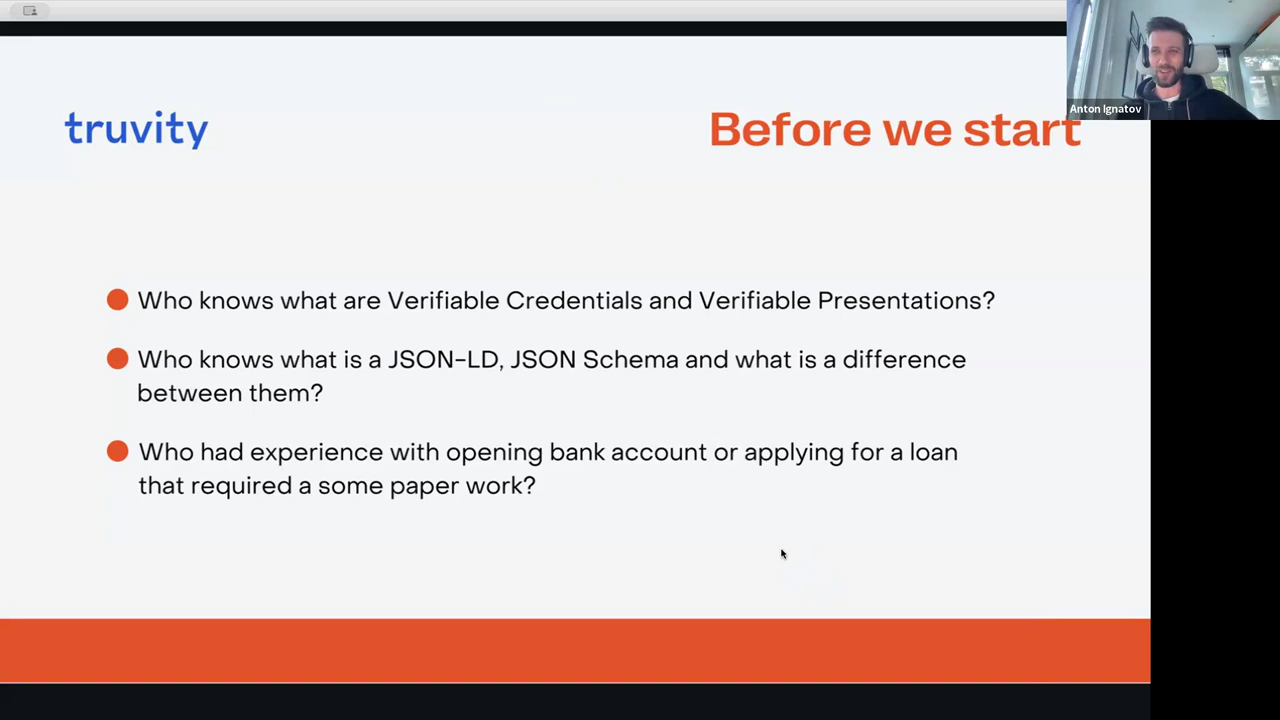 Anton Ignatov
truvity
Before we start
Who knows what are Verifiable Credentials and Verifiable Presentations?
Who knows what is a JSON-LD, JSON Schema and what is a difference
between them?
Who had experience with opening bank account or applying for a loan
that required a some paper work?